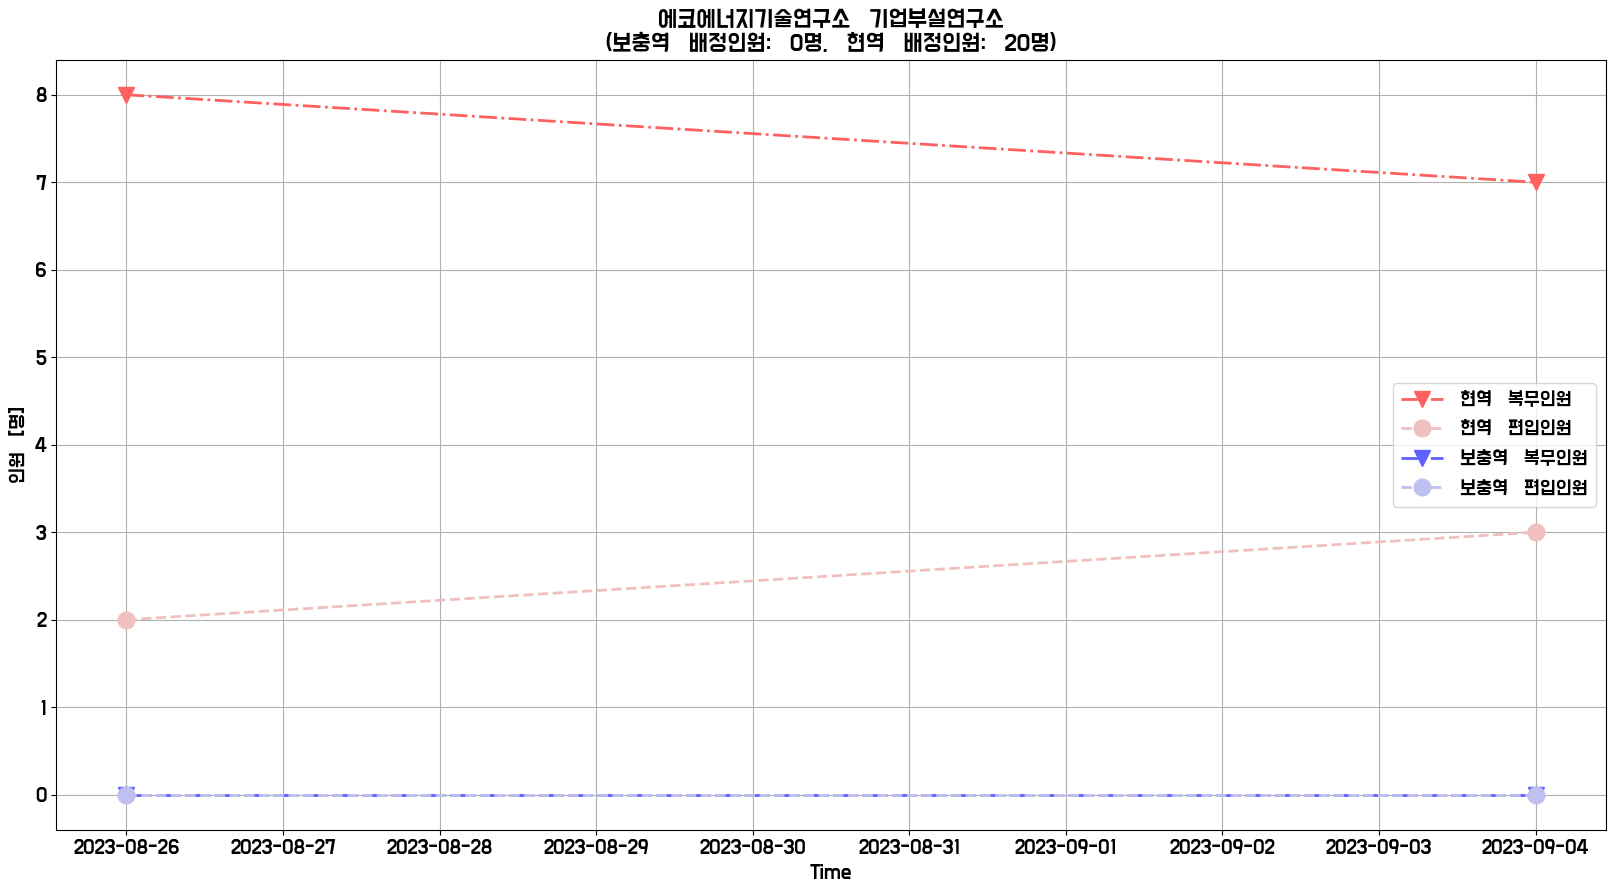 에코에너지기술연구소 기업부설연구소
(보충역 배정인원: 0명, 현역 배정인원: 20명)
8
7
6
5
4
3
2
1
0
인원 [명]
현역 복무인원
현역 편입인원
보충역 복무인원
보충역 편입인원
2023-08-26 2023-08-27 2023-08-28 2023-08-29 2023-08-30 2023-08-31 2023-09-01 2023-09-02 2023-09-03 2023-09-04
Time